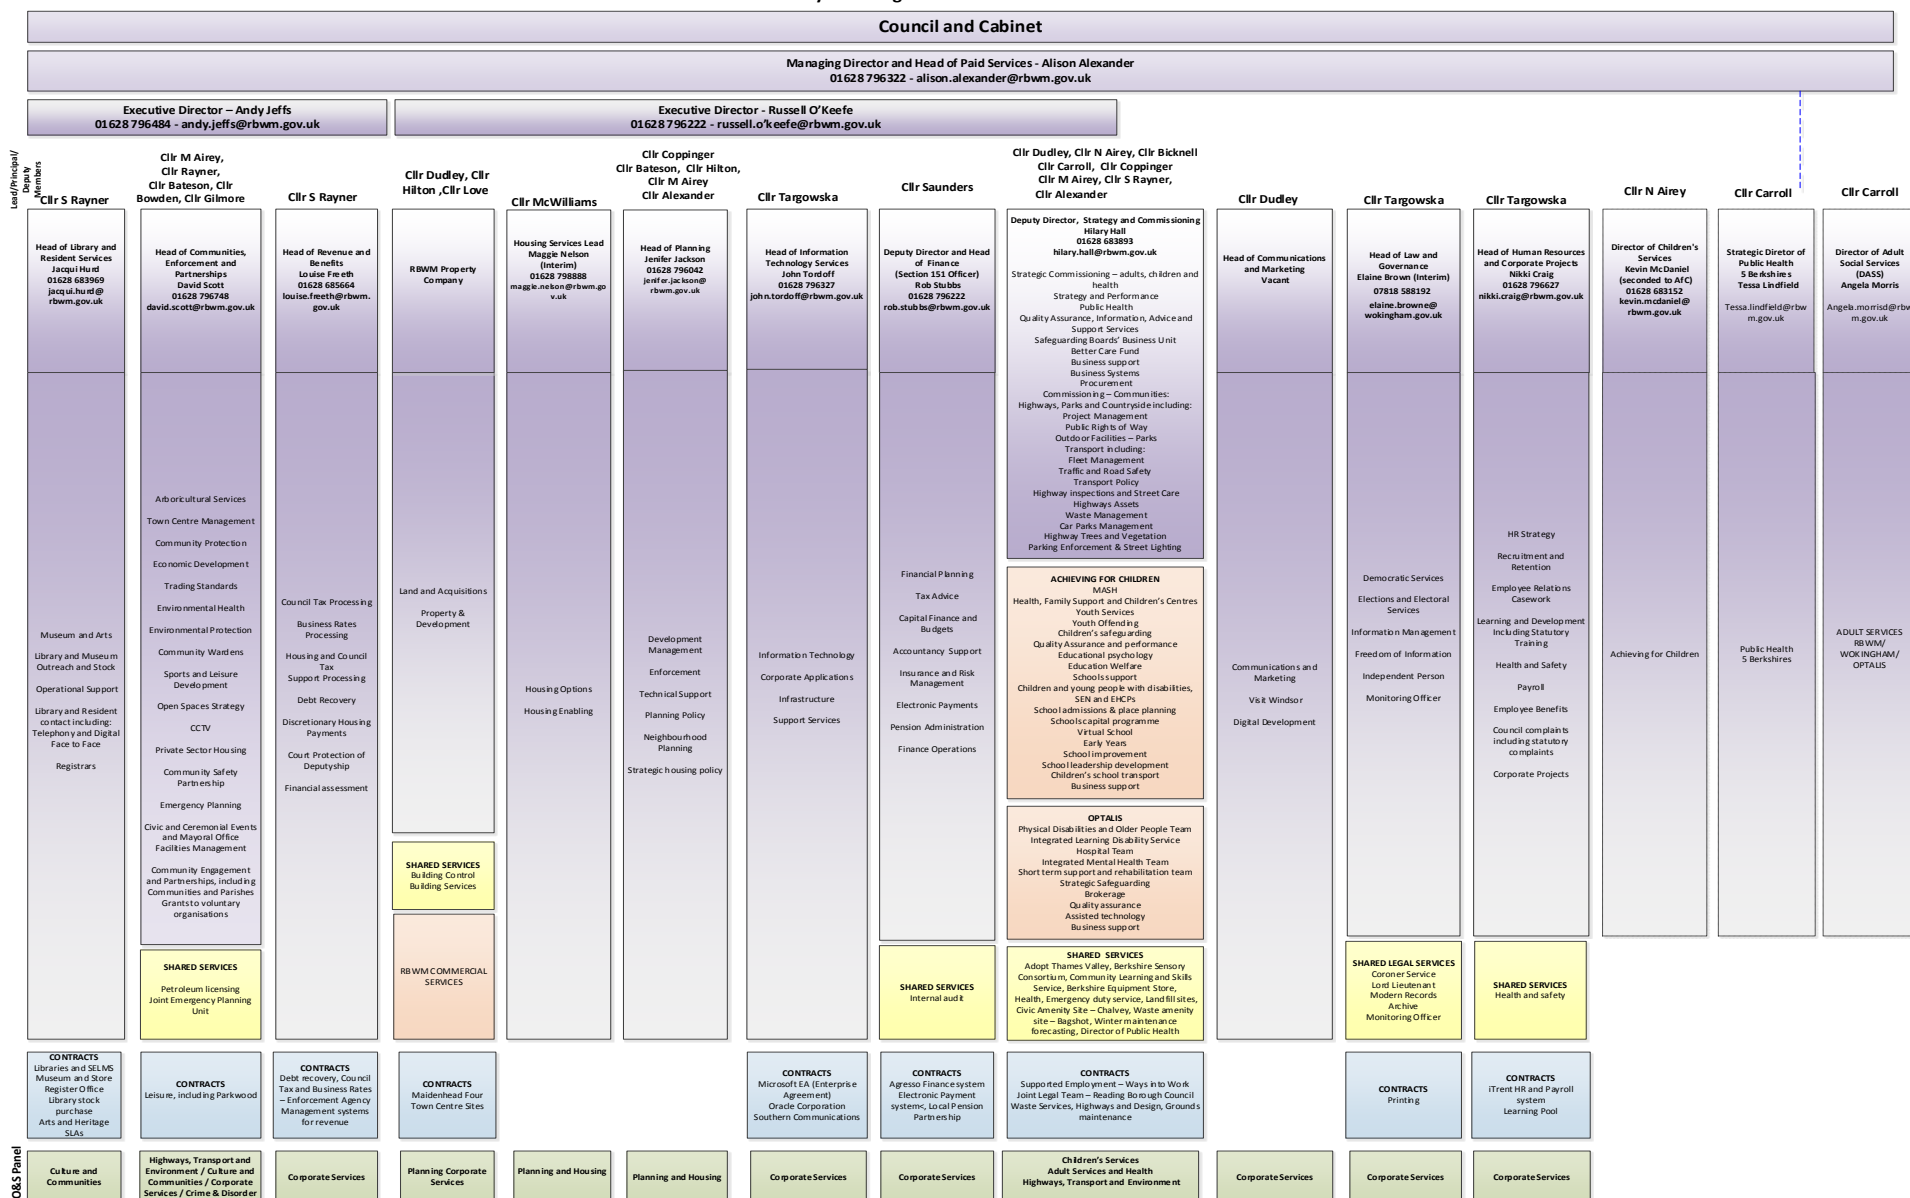 Council and Cabinet
Managing Director and Head of Paid Services - Alison Alexander
01628 796322 - alison.alexander@rbwm.gov.uk
Executive Director – Andy Jeffs
01628 796484 - andy.jeffs@rbwm.gov.uk
Executive Director - Russell O'Keefe
01628 796222 - russell.o'keefe@rbwm.gov.uk
Lead/Principal/
Deputy
Members
Cllr S Rayner
Head of Library and
Resident Services
Jacqui Hurd
01628 683969
jacqui.hurd@
rbwm.gov.uk
Museum and Arts
Library and Museum
Outreach and Stock
Operational Support
Library and Resident
contact including:
Telephony and Digital
Face to Face
Registrars
CONTRACTS
Libraries and SELMS
Museum and Store
Register Office
Library stock
purchase
Arts and Heritage
SLAs
O&S Panel
Culture and
Communities
Cllr M Airey,
Cllr Rayner,
Cllr Bateson, Cllr
Bowden, Cllr Gilmore
Head of Communities,
Enforcement and
Partnerships
David Scott
01628 796748
david.scott@rbwm.gov.uk
Arboricultural Services
Town Centre Management
Community Protection
Economic Development
Trading Standards
Environmental Health
Environmental Protection
Community Wardens
Sports and Leisure
Development
Open Spaces Strategy
CCTV
Private Sector Housing
Community Safety
Partnership
Emergency Planning
Civic and Ceremonial Events
and Mayoral Office
Facilities Management
Community Engagement
and Partnerships, including
Communities and Parishes
Grants to voluntary
organisations
SHARED SERVICES
Petroleum licensing
Joint Emergency Planning
Unit
CONTRACTS
Leisure, including Parkwood
Highways, Transport and
Environment / Culture and
Communities / Corporate
Services / Crime & Disorder
Cllr S Rayner
Head of Revenue and
Benefits
Louise Freeth
01628 685664
louise.freeth@rbwm.
gov.uk
Council Tax Processing
Business Rates
Processing
Housing and Council
Tax
Support Processing
Debt Recovery
Discretionary Housing
Payments
Court Protection of
Deputyship
Financial assessment
CONTRACTS
Debt recovery, Council
Tax and Business Rates
– Enforcement Agency
Management systems
for revenue
Corporate Services
Cllr Dudley, Cllr
Hilton ,Cllr Love
RBWM Property
Company
Land and Acquisitions
Property &
Development
SHARED SERVICES
Building Control
Building Services
RBWM COMMERCIAL
SERVICES
CONTRACTS
Maidenhead Four
Town Centre Sites
Planning Corporate
Services
Cllr McWilliams
Housing Services Lead
Maggie Nelson
(Interim)
01628 798888
maggie.nelson@rbwm.go
v.uk
Housing Options
Housing Enabling
Planning and Housing
Cllr Coppinger
Cllr Bateson, Cllr Hilton,
Cllr M Airey
Cllr Alexander
Head of Planning
Jenifer Jackson
01628 796042
jenifer.jackson@
rbwm.gov.uk
Development
Management
Enforcement
Technical Support
Planning Policy
Neighbourhood
Planning
Strategic housing policy
Planning and Housing
Cllr Targowska
Head of Information
Technology Services
John Tordoff
01628 796327
john.tordoff@rbwm.gov.uk
Information Technology
Corporate Applications
Infrastructure
Support Services
CONTRACTS
Microsoft EA (Enterprise
Agreement)
Oracle Corporation
Southern Communications
Corporate Services
Cllr Saunders
Deputy Director and Head
of Finance
(Section 151 Officer)
Rob Stubbs
01628 796222
rob.stubbs@rbwm.gov.uk
Financial Planning
Tax Advice
Capital Finance and
Budgets
Accountancy Support
Insurance and Risk
Management
Electronic Payments
Pension Administration
Finance Operations
SHARED SERVICES
Internal audit
CONTRACTS
Agresso Finance system
Electronic Payment
system<, Local Pension
Partnership
Corporate Services
Cllr Dudley, Cllr N Airey, Cllr Bicknell
Cllr Carroll, Cllr Coppinger
Cllr M Airey, Cllr S Rayner,
Cllr Alexander
Deputy Director, Strategy and Commissioning
Hilary Hall
01628 683893
hilary.hall@rbwm.gov.uk
Strategic Commissioning – adults, children and
health
Strategy and Performance
Public Health
Quality Assurance, Information, Advice and
Support Services
Safeguarding Boards' Business Unit
Better Care Fund
Business support
Business Systems
Procurement
Commissioning – Communities:
Highways, Parks and Countryside including:
Project Management
Public Rights of Way
Outdoor Facilities – Parks
Transport including:
Fleet Management
Traffic and Road Safety
Transport Policy
Highway inspections and Street Care
Highways Assets
Waste Management
Car Parks Management
Highway Trees and Vegetation
Parking Enforcement & Street Lighting
ACHIEVING FOR CHILDREN
MASH
Health, Family Support and Children's Centres
Youth Services
Youth Offending
Children's safeguarding
Quality Assurance and performance
Educational psychology
Education Welfare
Schools support
Children and young people with disabilities,
SEN and EHCPs
School admissions & place planning
Schools capital programme
Virtual School
Early Years
School improvement
School leadership development
Children's school transport
Business support
OPTALIS
Physical Disabilities and Older People Team
Integrated Learning Disability Service
Hospital Team
Integrated Mental Health Team
Short term support and rehabilitation team
Strategic Safeguarding
Brokerage
Quality assurance
Assisted technology
Business support
SHARED SERVICES
Adopt Thames Valley, Berkshire Sensory
Consortium, Community Learning and Skills
Service, Berkshire Equipment Store,
Health, Emergency duty service, Landfill sites,
Civic Amenity Site – Chalvey, Waste amenity
site – Bagshot, Winter maintenance
forecasting, Director of Public Health
CONTRACTS
Supported Employment – Ways into Work
Joint Legal Team – Reading Borough Council
Waste Services, Highways and Design, Grounds
maintenance
Children's Services
Adult Services and Health
Highways, Transport and Environment
Cllr Dudley
Head of Communications
and Marketing
Vacant
Communications and
Marketing
Visit Windsor
Digital Development
Corporate Services
Cllr Targowska
Head of Law and
Governance
Elaine Brown (Interim)
07818 588192
elaine.browne@
wokingham.gov.uk
Democratic Services
Elections and Electoral
Services
Information Management
Freedom of Information
Independent Person
Monitoring Officer
SHARED LEGAL SERVICES
Coroner Service
Lord Lieutenant
Modern Records
Archive
Monitoring Officer
CONTRACTS
Printing
Corporate Services
Cllr Targowska
Head of Human Resources
and Corporate Projects
Nikki Craig
01628 796627
nikki.craig@rbwm.gov.uk
HR Strategy
Recruitment and
Retention
Employee Relations
Casework
Learning and Development
Including Statutory
Training
Health and Safety
Payroll
Employee Benefits
Council complaints
including statutory
complaints
Corporate Projects
SHARED SERVICES
Health and safety
CONTRACTS
iTrent HR and Payroll
system
Learning Pool
Corporate Services
Cllr N Airey
Director of Children's
Services
Kevin McDaniel
(seconded to AfC)
01628 683152
kevin.mcdaniel@
rbwm.gov.uk
Achieving for Children
Cllr Carroll
Strategic Diretor of
Public Health
5 Berkshires
Tessa Lindfield
Tessa.lindfield@rbw
m.gov.uk
Public Health
5 Berkshires
Cllr Carroll
Director of Adult
Social Services
(DASS)
Angela Morris
Angela.morrisd@rbw
m.gov.uk
ADULT SERVICES
RBWM/
WOKINGHAM/
OPTALIS